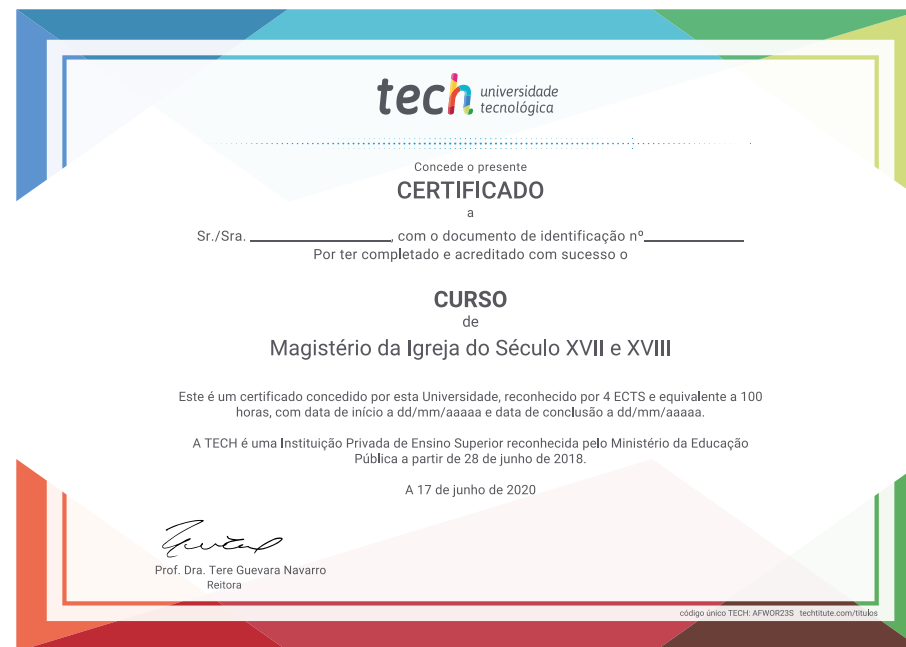 tech universidade
tecnológica
Concede o presente
CERTIFICADO
a
Sr./Sra. ____________, com o documento de identificação nº____________
Por ter completado e acreditado com sucesso o
CURSO
de
Magistério da Igreja do Século XVII e XVIII
Este é um certificado concedido por esta Universidade, reconhecido por 4 ECTS e equivalente a 100
horas, com data de início a dd/mm/aaaaa e data de conclusão a dd/mm/aaaaa.
A TECH é uma Instituição Privada de Ensino Superior reconhecida pelo Ministério da Educação
Pública a partir de 28 de junho de 2018.
A 17 de junho de 2020
Prof. Dra. Tere Guevara Navarro
Reitora
código único TECH: AFWOR23S techtitute.com/titulos